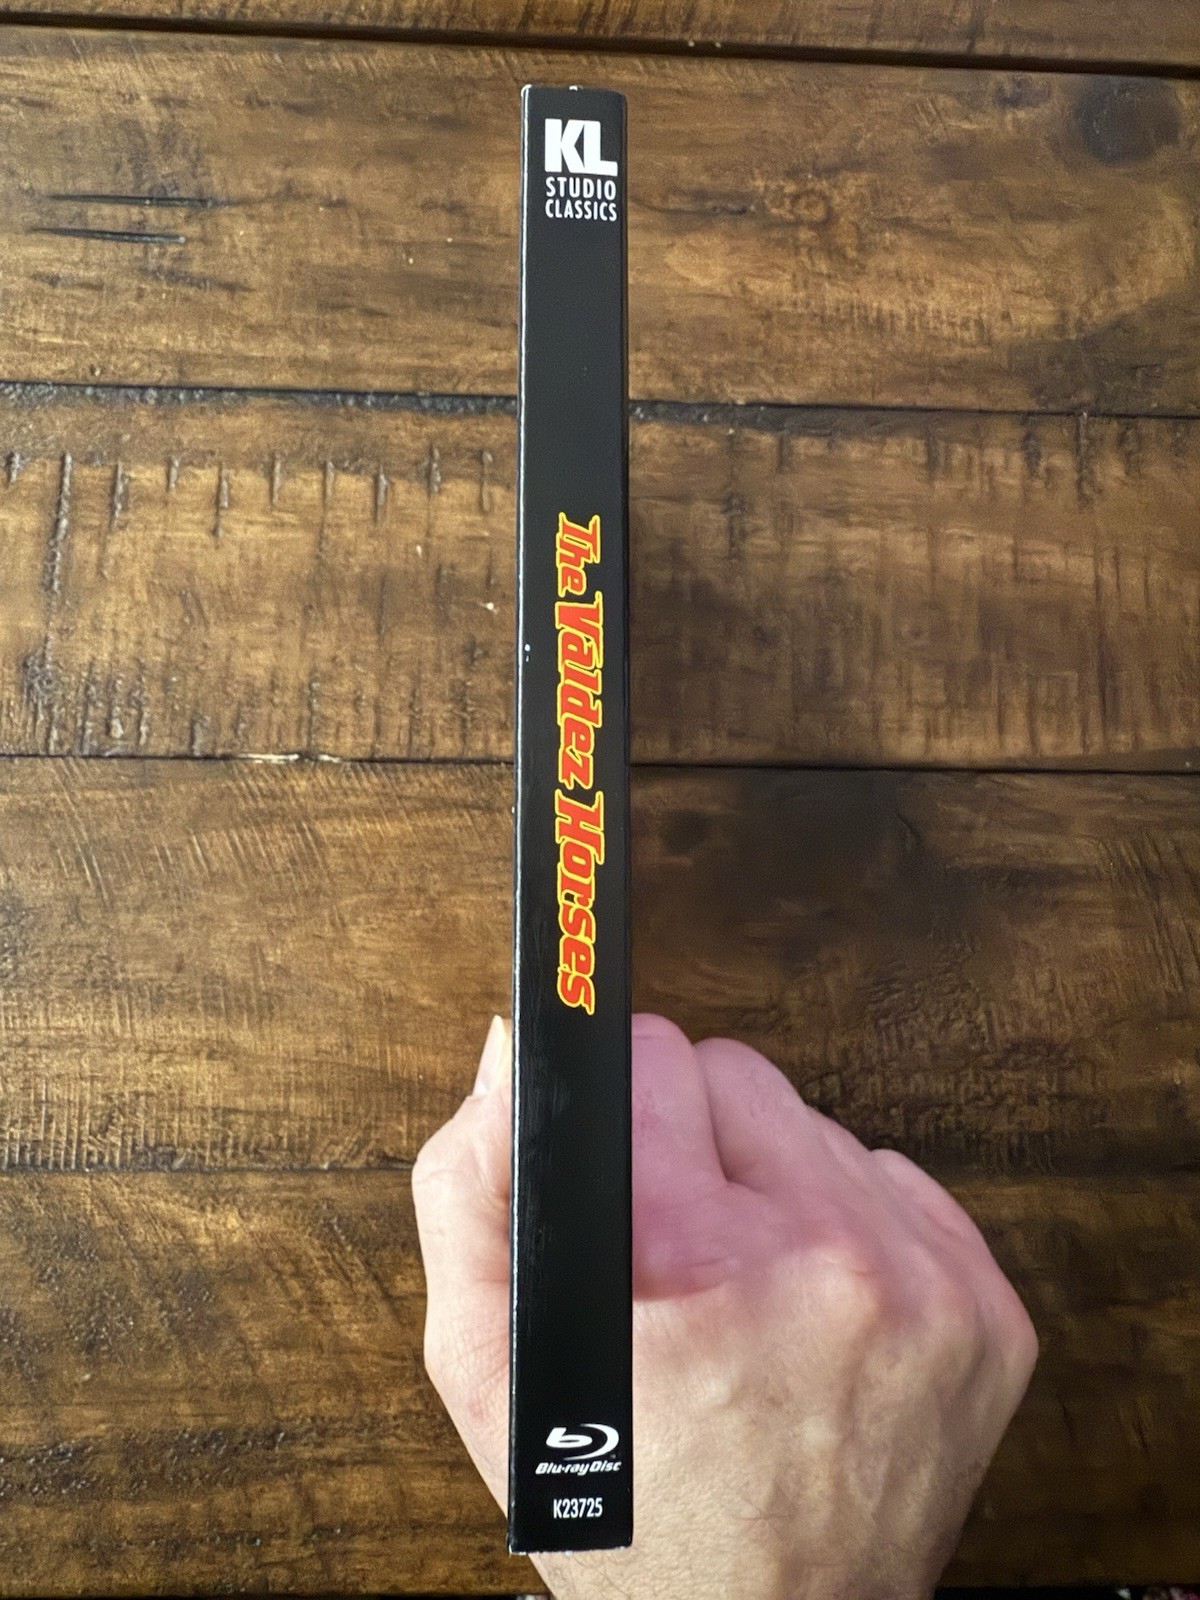 KL
STUDIO
CLASSICS
The Valdez Horses
Blu-ray Disc
K23725